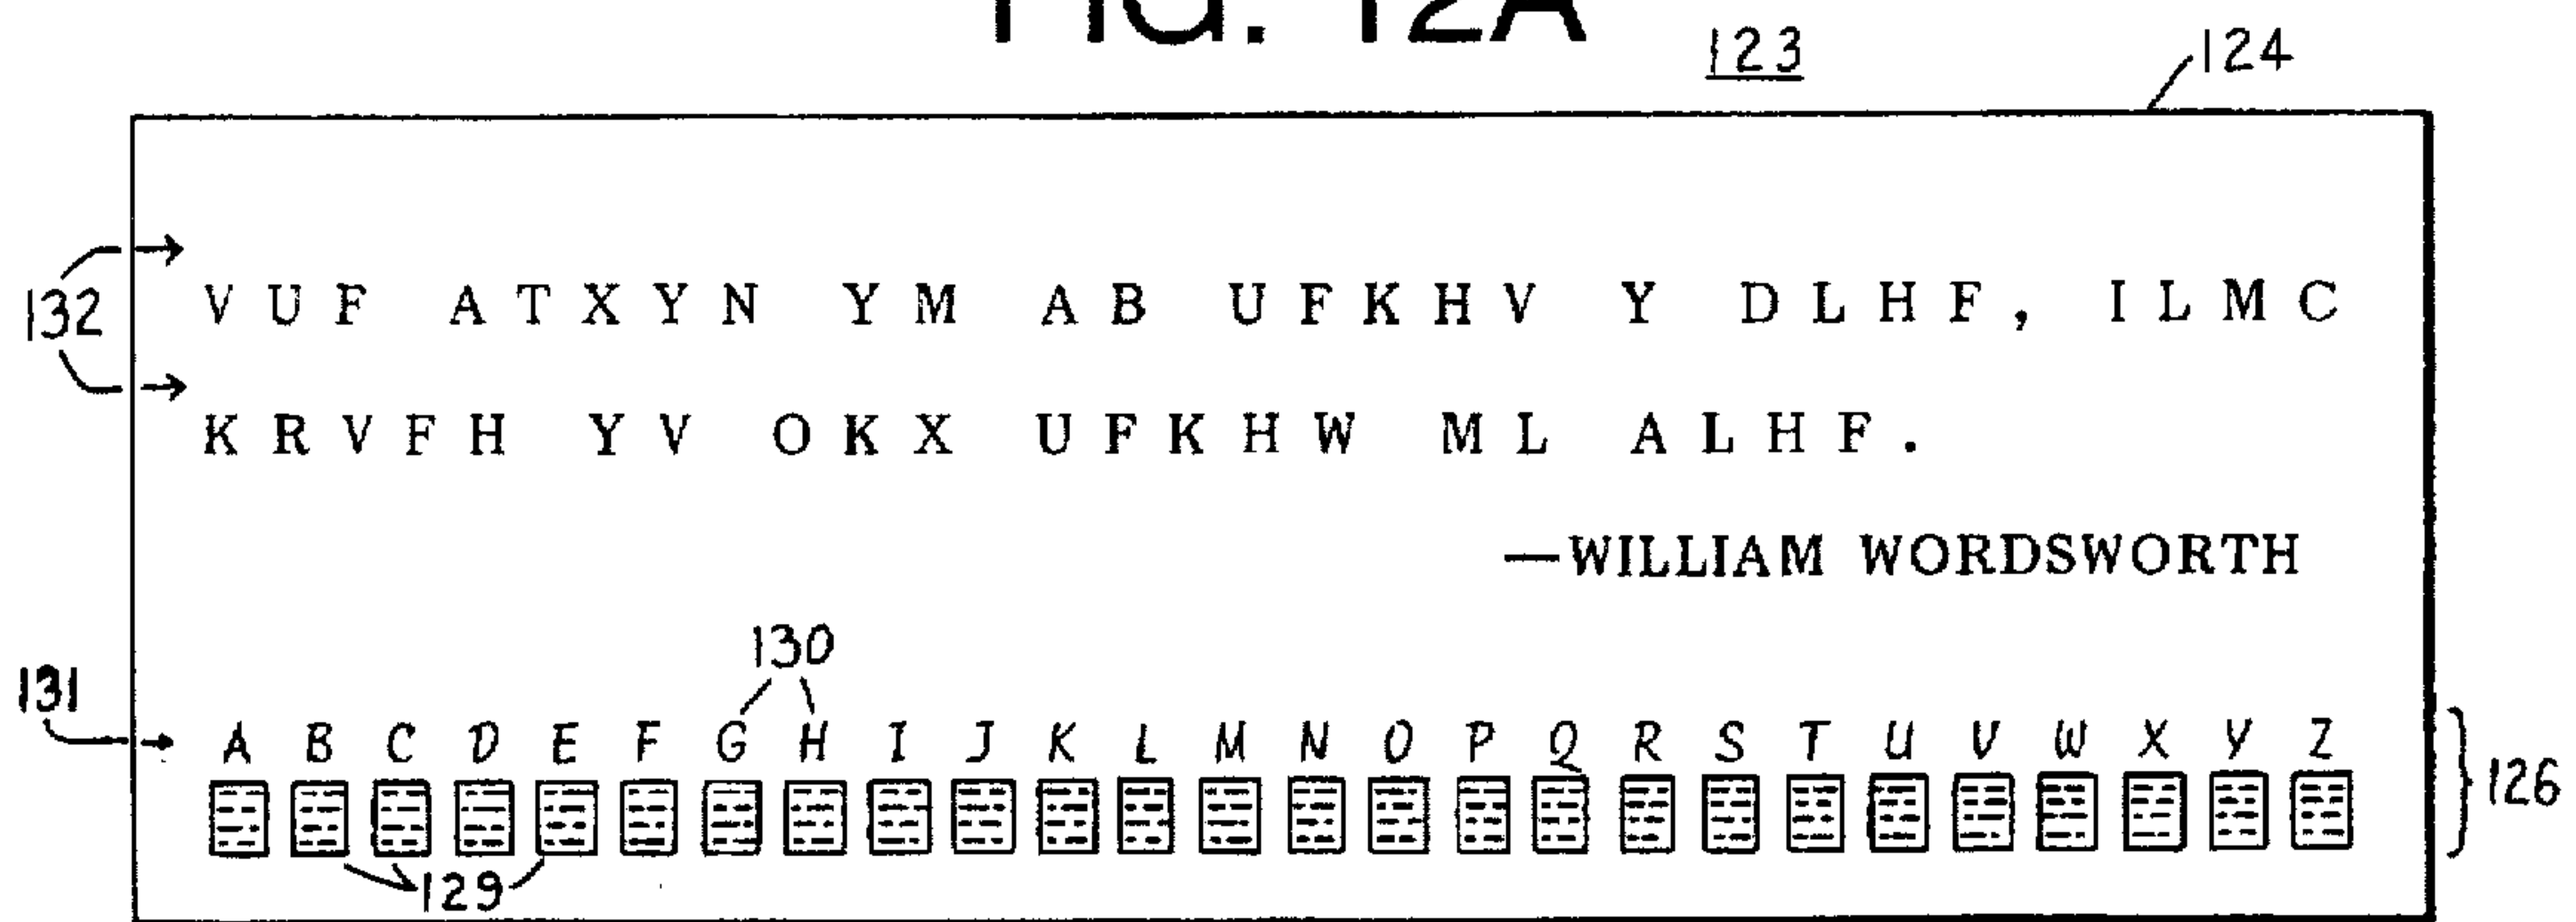 FIG. 12A
123
124
132
VUF ATXYN YM AB UFKHV Y DLHF, ILMC
KRVFH YV OKX UFKHW ML ALHF.
—WILLIAM WORDSWORTH
130
131
A B C D E F G H I J K L M N O P Q R S T U V W X Y Z
126
129